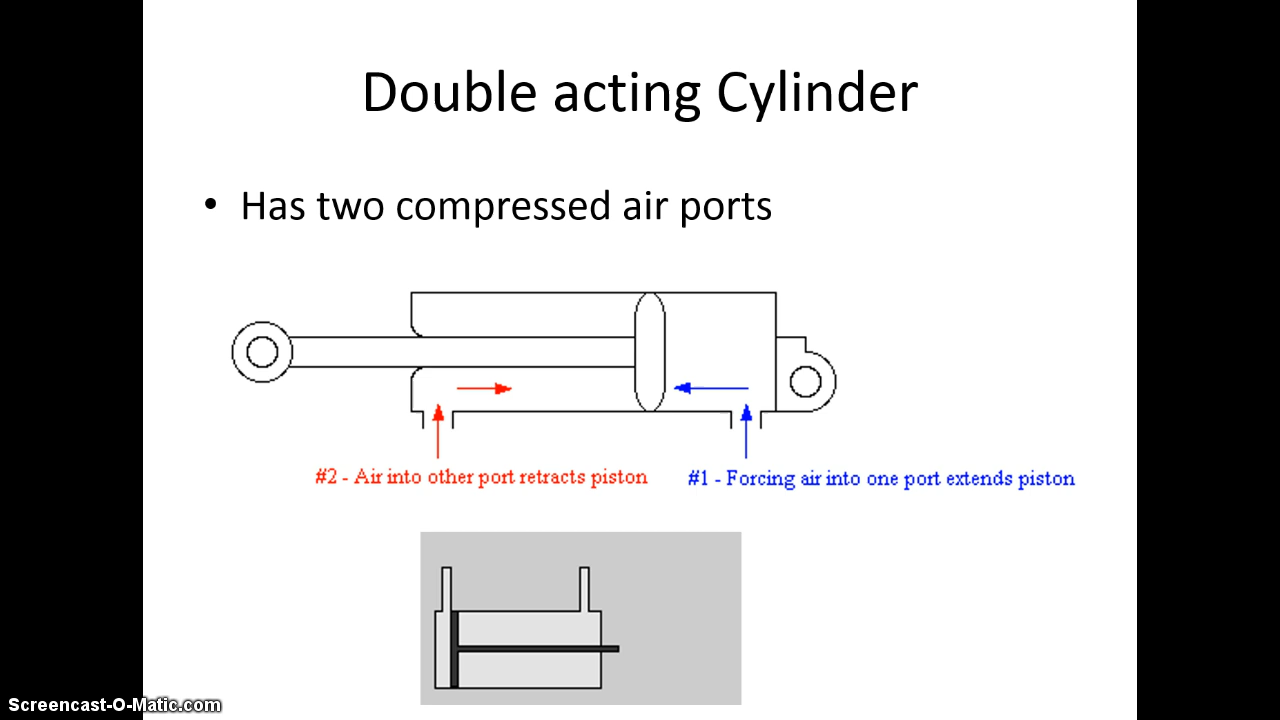 Double acting Cylinder
• Has two compressed air ports
#2 - Air into other port retracts piston
#1 - Forcing air into one port extends piston
Screencast-O-Matic.com